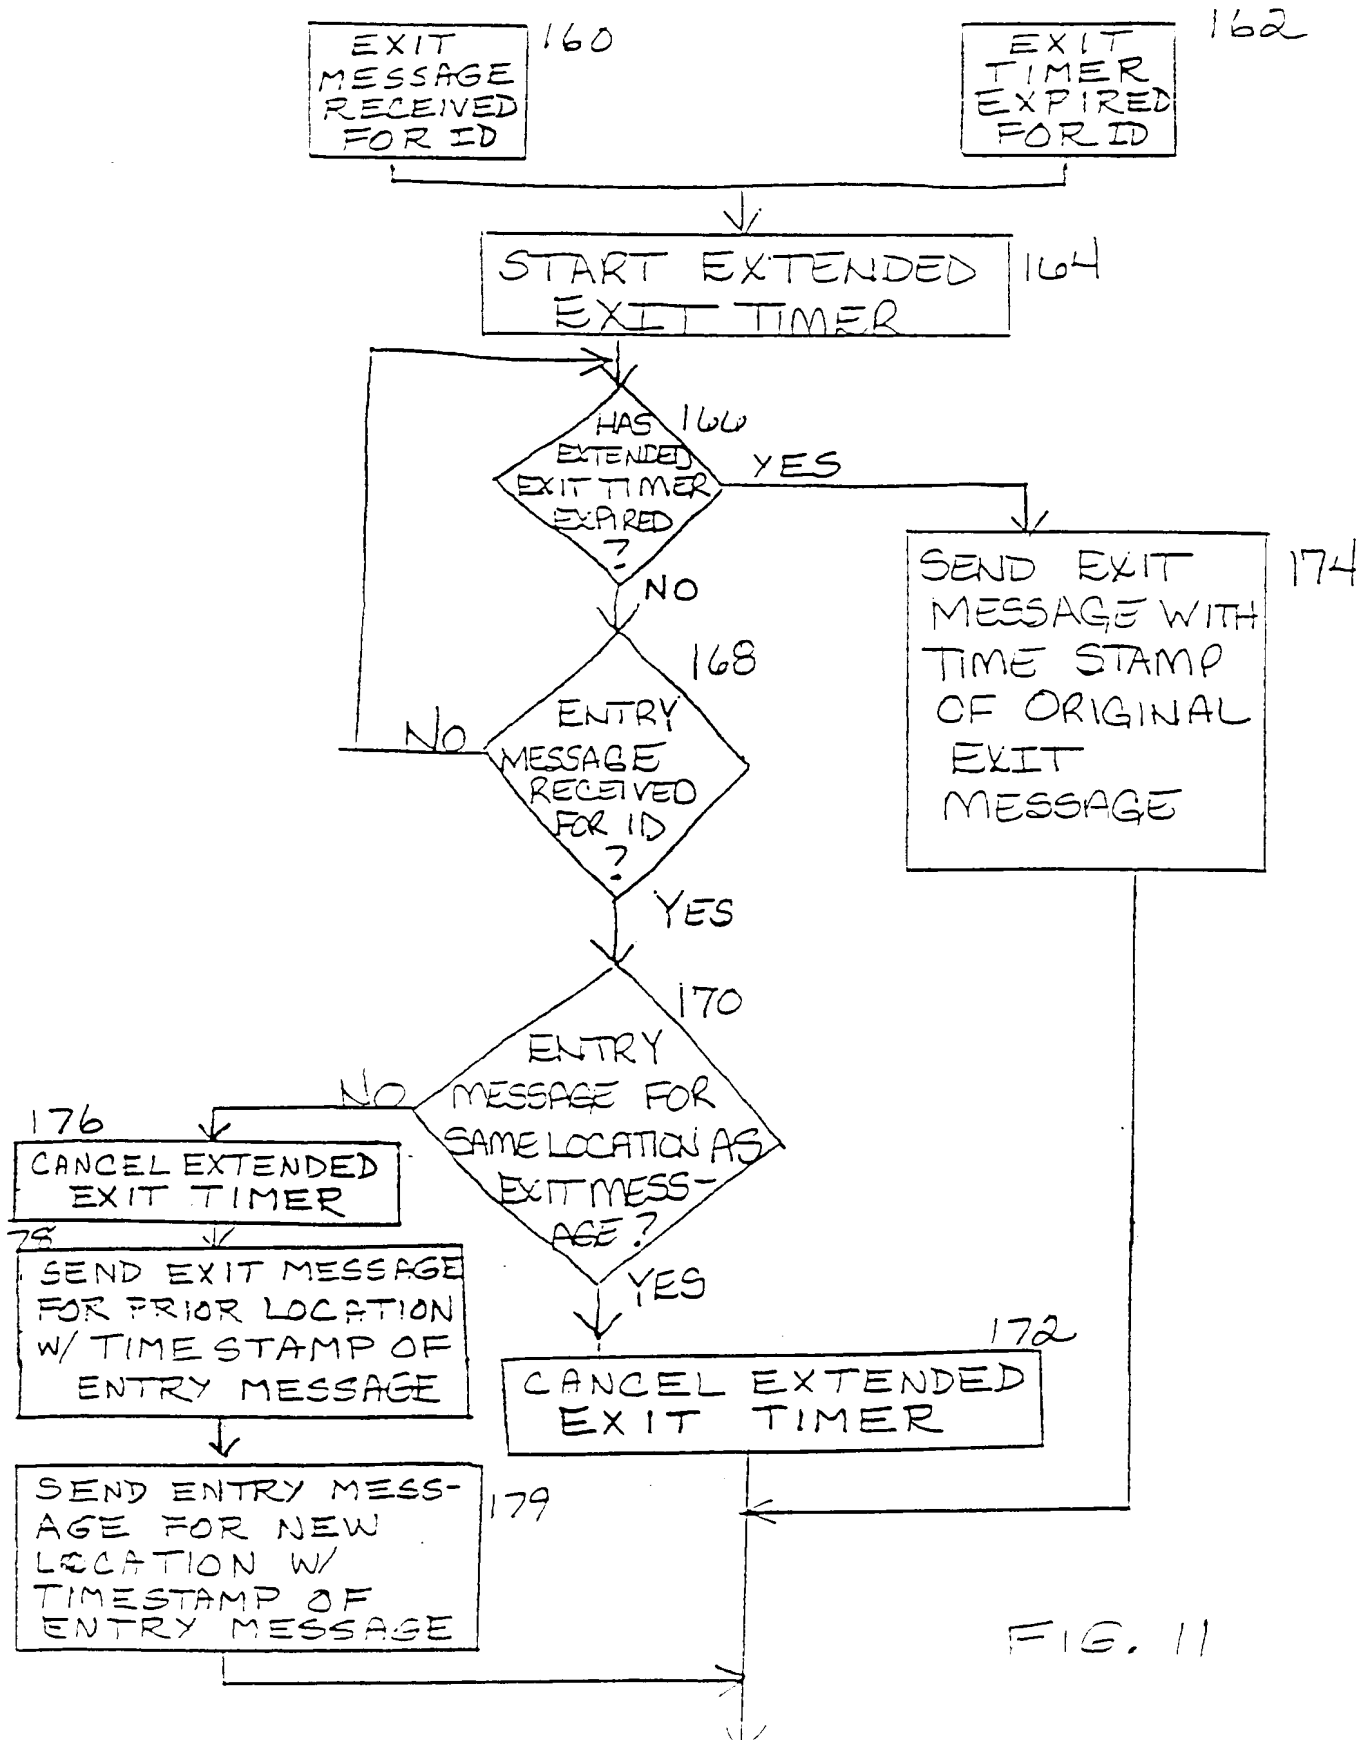 EXIT
MESSAGE
RECEIVED
FOR ID
160
EXIT
TIMER
EXPIRED
FOR ID
162
START EXTENDED
EXIT TIMER
164
HAS
EXTENDED
EXIT TIMER
EXPIRED
?
166
YES
NO
SEND EXIT
MESSAGE WITH
TIME STAMP
OF ORIGINAL
EXIT
MESSAGE
174
168
ENTRY
MESSAGE
RECEIVED
FOR ID
?
NO
YES
170
ENTRY
MESSAGE FOR
SAME LOCATION AS
EXIT MESS-
AGE?
NO
YES
176
CANCEL EXTENDED
EXIT TIMER
78
SEND EXIT MESSAGE
FOR PRIOR LOCATION
W/ TIME STAMP OF
ENTRY MESSAGE
172
CANCEL EXTENDED
EXIT TIMER
SEND ENTRY MESS-
AGE FOR NEW
LOCATION W/
TIMESTAMP OF
ENTRY MESSAGE
179
FIG. 11